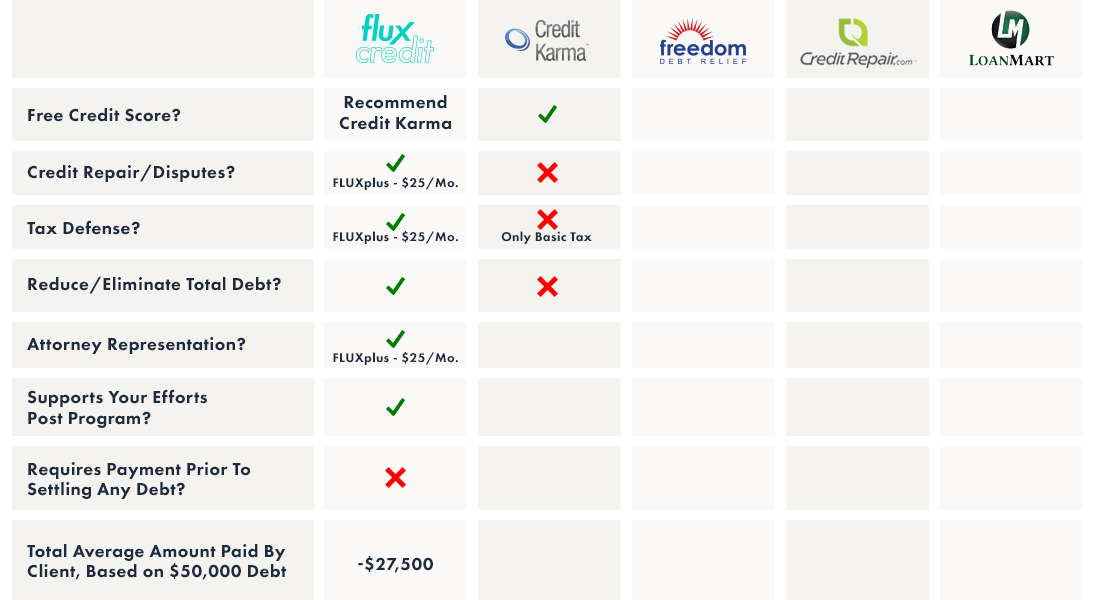 flux
credit
Credit
Karma™
freedom
DEBT RELIEF
CreditRepair.com
LM
LOANMART
Free Credit Score?
Recommend
Credit Karma
Credit Repair/Disputes?
FLUXplus - $25/Mo.
Tax Defense?
FLUXplus - $25/Mo.
Only Basic Tax
Reduce/Eliminate Total Debt?
Attorney Representation?
FLUXplus - $25/Mo.
Supports Your Efforts
Post Program?
Requires Payment Prior To
Settling Any Debt?
Total Average Amount Paid By
Client, Based on $50,000 Debt
-$27,500